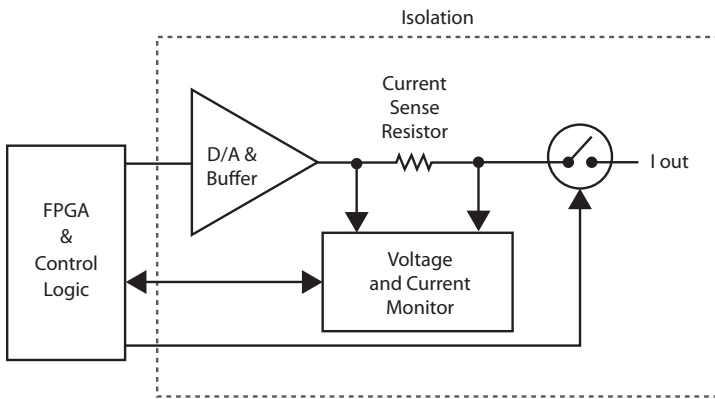 Isolation
Current
Sense
Resistor
D/A &
Buffer
I out
FPGA
&
Control
Logic
Voltage
and Current
Monitor